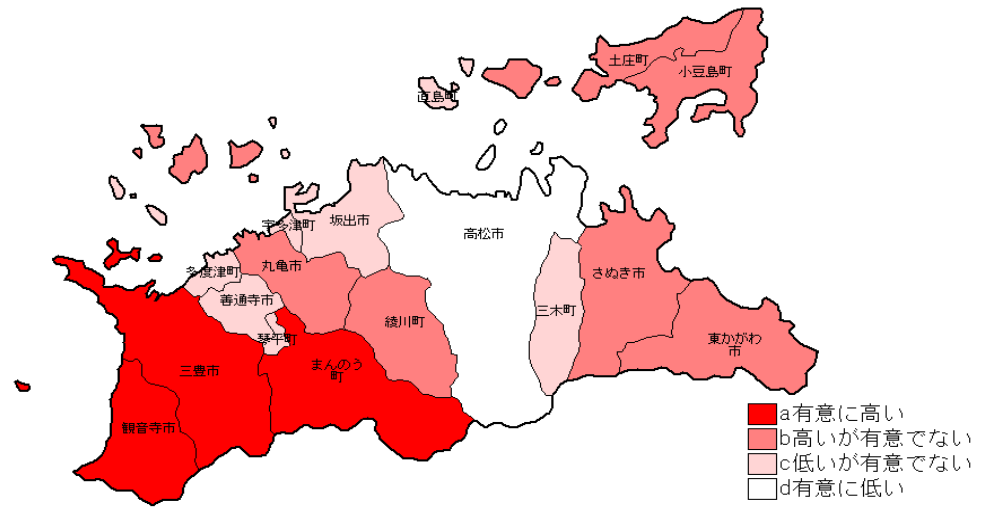 土庄町
小豆島町
直島町
宇多津町
坂出市
高松市
多度津町
丸亀市
さぬき市
善通寺市
三木町
綾川町
琴平町
東かがわ
市
三豊市
まんのう
町
観音寺市
a有意に高い
b高いが有意でない
c低いが有意でない
d有意に低い